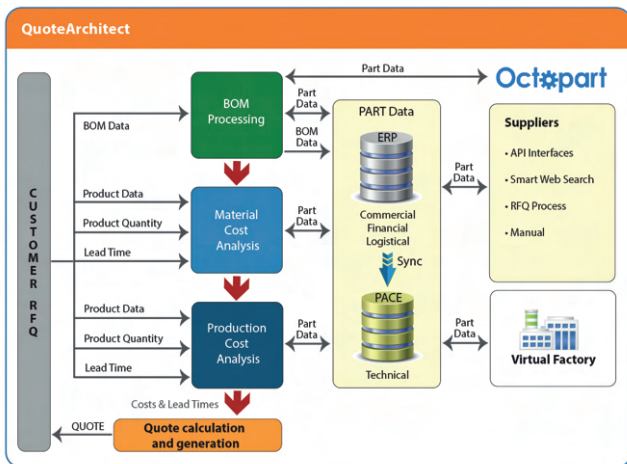 QuoteArchitect
CUSTOMER RFQ
BOM Data
BOM
Processing
Part Data
Octopart
Part
Data
BOM
Data
PART Data
ERP
Commercial
Financial
Logistical
Sync
PACE
Technical
Part
Data
Suppliers
• API Interfaces
• Smart Web Search
• RFQ Process
• Manual
Product Data
Product Quantity
Lead Time
Material
Cost
Analysis
Part
Data
Product Data
Product Quantity
Lead Time
Production
Cost
Analysis
Part
Data
Part
Data
Virtual Factory
Costs & Lead Times
QUOTE
Quote calculation
and generation